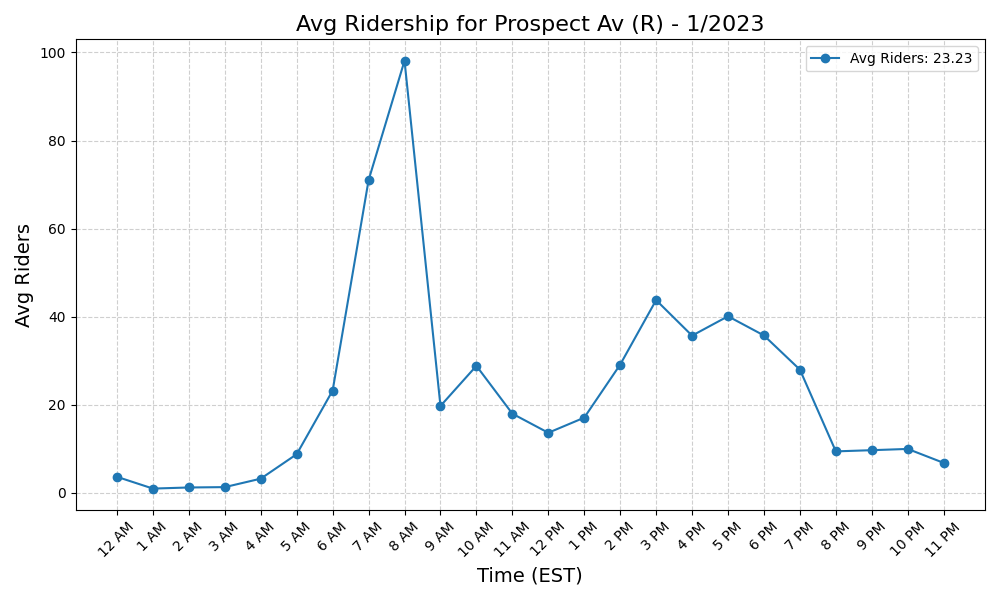 Avg Ridership for Prospect Av (R) - 1/2023
Avg Riders: 23.23
Avg Riders
100
80
60
40
20
0
12 AM
1 AM
2 AM
3 AM
4 AM
5 AM
6 AM
7 AM
8 AM
9 AM
10 AM
11 AM
12 PM
1 PM
2 PM
3 PM
4 PM
5 PM
6 PM
7 PM
8 PM
9 PM
10 PM
11 PM
Time (EST)